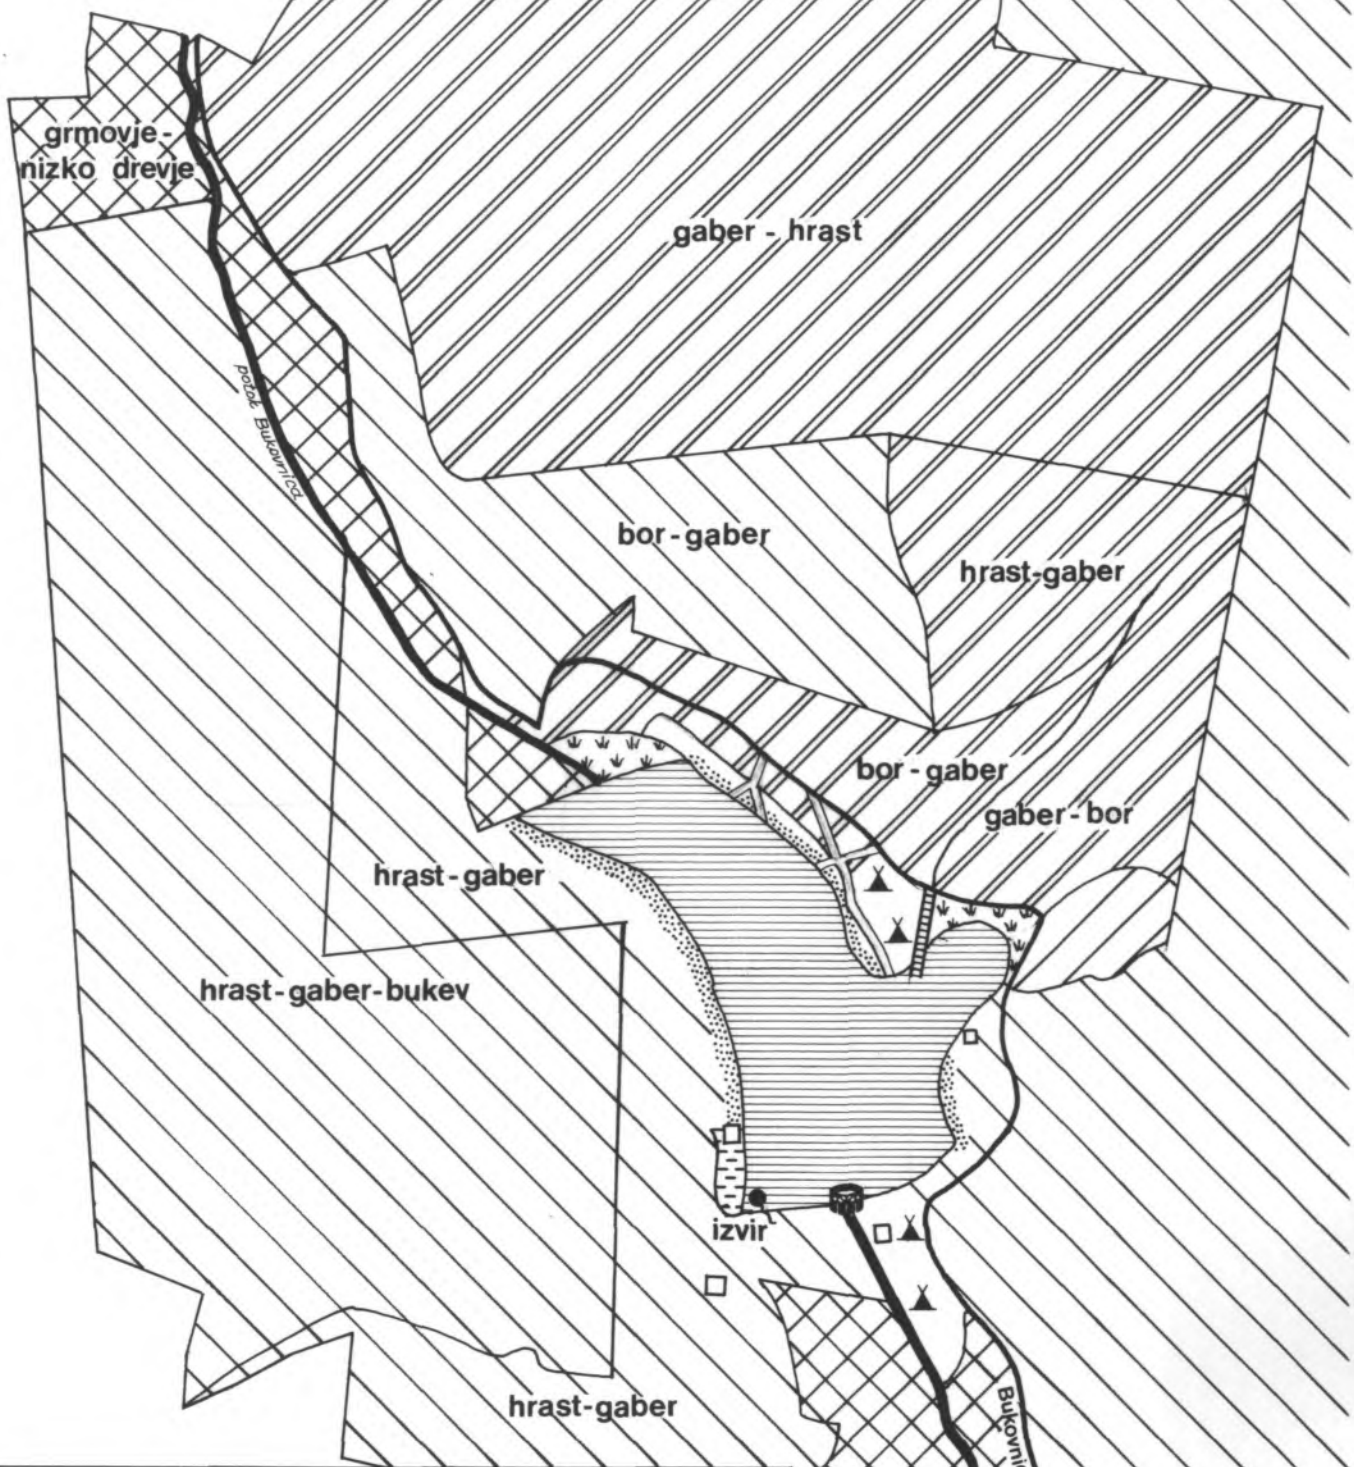 grmovje-
nizko drevje
gaber - hrast
potok Bukovnica
bor-gaber
hrast-gaber
bor-gaber
gaber-bor
hrast-gaber
hrast-gaber-bukev
izvir
hrast-gaber